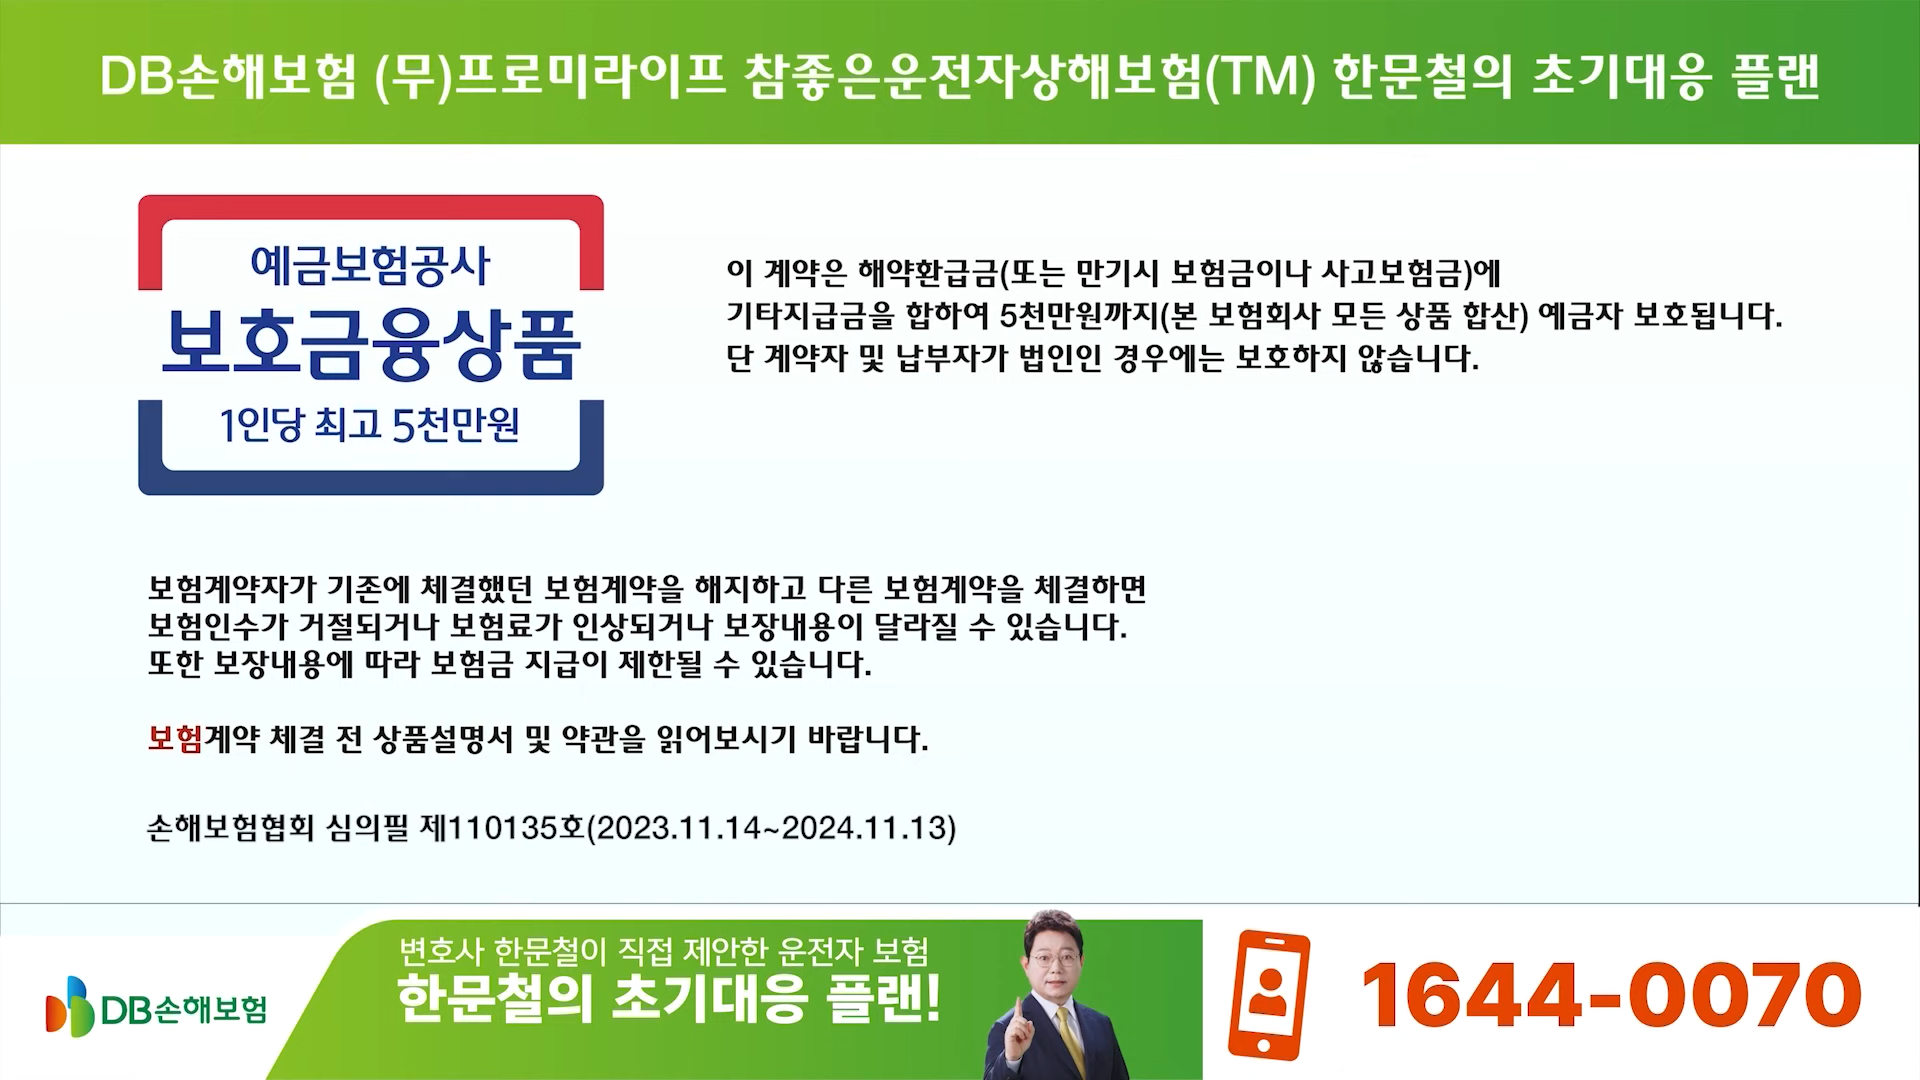 DB손해보험 (무)프로미라이프 참좋은운전자상해보험(TM) 한문철의 초기대응 플랜
예금보험공사
보호금융상품
1인당 최고 5천만원
이 계약은 해약환급금(또는 만기시 보험금이나 사고보험금)에
기타지급금을 합하여 5천만원까지(본 보험회사 모든 상품 합산) 예금자 보호됩니다.
단 계약자 및 납부자가 법인인 경우에는 보호하지 않습니다.
보험계약자가 기존에 체결했던 보험계약을 해지하고 다른 보험계약을 체결하면
보험인수가 거절되거나 보험료가 인상되거나 보장내용이 달라질 수 있습니다.
또한 보장내용에 따라 보험금 지급이 제한될 수 있습니다.
보험계약 체결 전 상품설명서 및 약관을 읽어보시기 바랍니다.
손해보험협회 심의필 제110135호(2023.11.14~2024.11.13)
DB손해보험
변호사 한문철이 직접 제안한 운전자 보험
한문철의 초기대응 플랜!
1644-0070